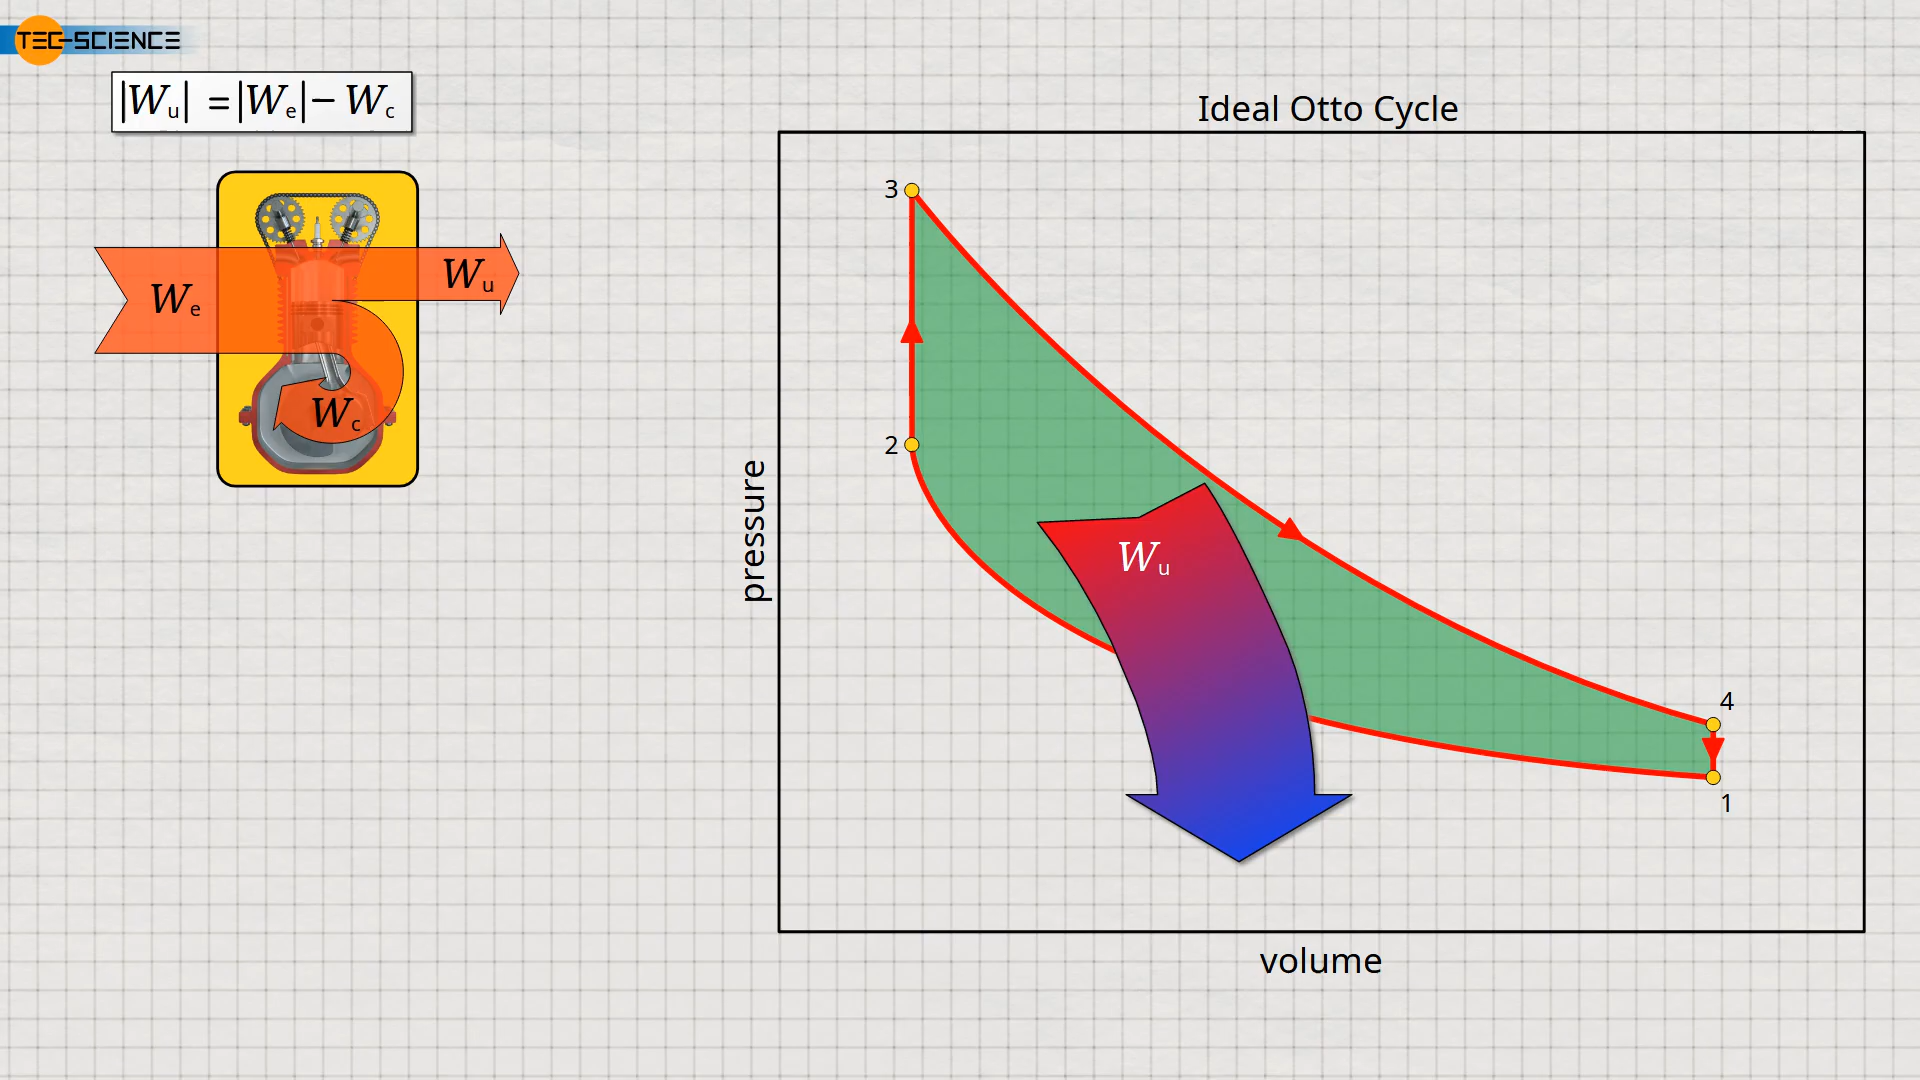 TEC-SCIENCE
|Wu| = |We| − Wc
Ideal Otto Cycle
3
We
Wu
Wc
2
pressure
Wu
4
1
volume